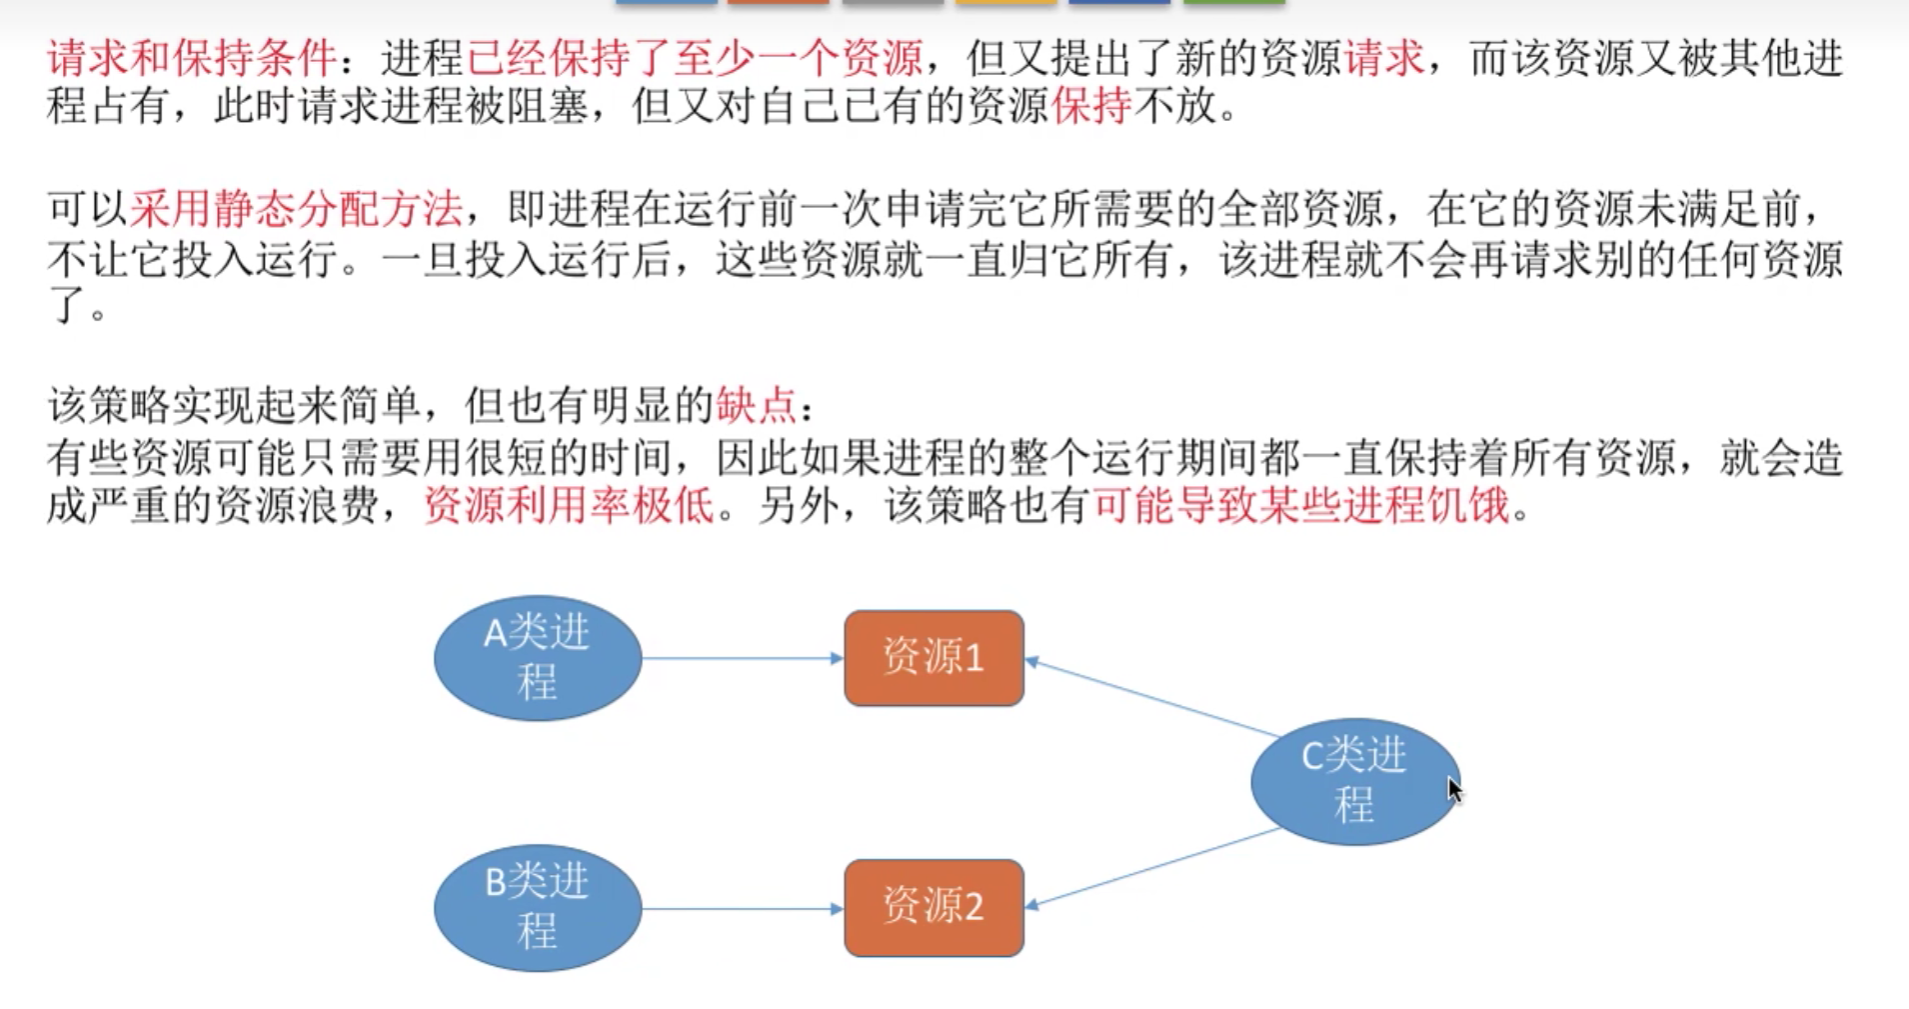 请求和保持条件：进程已经保持了至少一个资源，但又提出了新的资源请求，而该资源又被其他进
程占有，此时请求进程被阻塞，但又对自己已有的资源保持不放。
可以采用静态分配方法，即进程在运行前一次申请完它所需要的全部资源，在它的资源未满足前，
不让它投入运行。一旦投入运行后，这些资源就一直归它所有，该进程就不会再请求别的任何资源
了。
该策略实现起来简单，但也有明显的缺点：
有些资源可能只需要用很短的时间，因此如果进程的整个运行期间都一直保持着所有资源，就会造
成严重的资源浪费，资源利用率极低。另外，该策略也有可能导致某些进程饥饿。
A类进
程
资源1
C类进
程
B类进
程
资源2